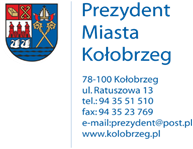 Prezydent
Miasta
Kołobrzeg
78-100 Kołobrzeg
ul. Ratuszowa 13
tel.: 94 35 51 510
fax: 94 35 23 769
e-mail:prezydent@post.pl
www.kolobrzeg.pl